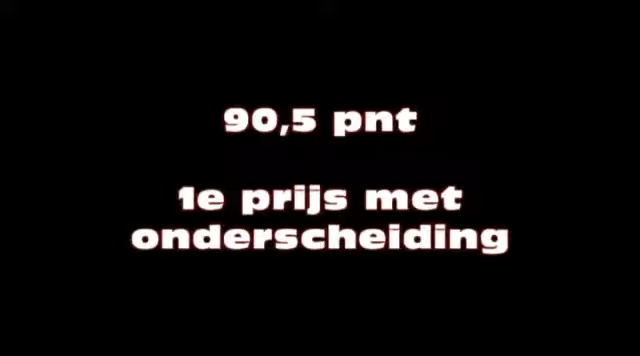 90,5 pnt
1e prijs met
onderscheiding